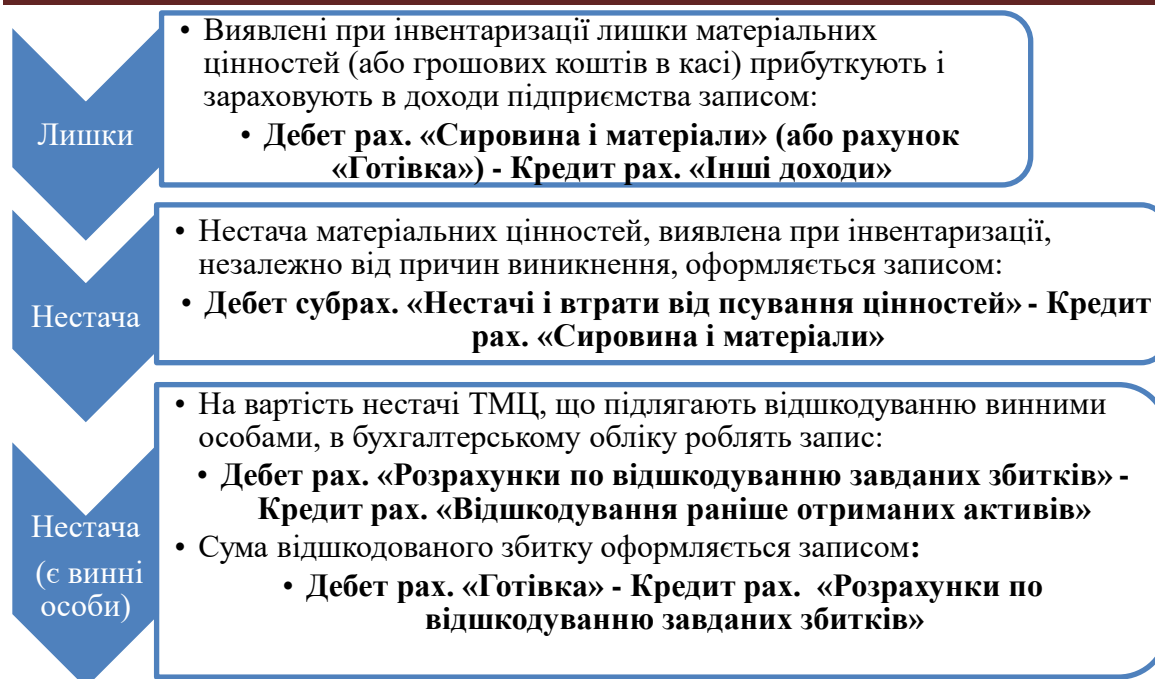 Лишки
• Виявлені при інвентаризації лишки матеріальних
цінностей (або грошових коштів в касі) прибуткують і
зараховують в доходи підприємства записом:
• Дебет рах. «Сировина і матеріали» (або рахунок
«Готівка») - Кредит рах. «Інші доходи»
Нестача
• Нестача матеріальних цінностей, виявлена при інвентаризації,
незалежно від причин виникнення, оформляється записом:
• Дебет субрах. «Нестачі і втрати від псування цінностей» - Кредит
рах. «Сировина і матеріали»
Нестача
(є винні
особи)
• На вартість нестачі ТМЦ, що підлягають відшкодуванню винними
особами, в бухгалтерському обліку роблять запис:
• Дебет рах. «Розрахунки по відшкодуванню завданих збитків» -
Кредит рах. «Відшкодування раніше отриманих активів»
• Сума відшкодованого збитку оформляється записом:
• Дебет рах. «Готівка» - Кредит рах. «Розрахунки по
відшкодуванню завданих збитків»